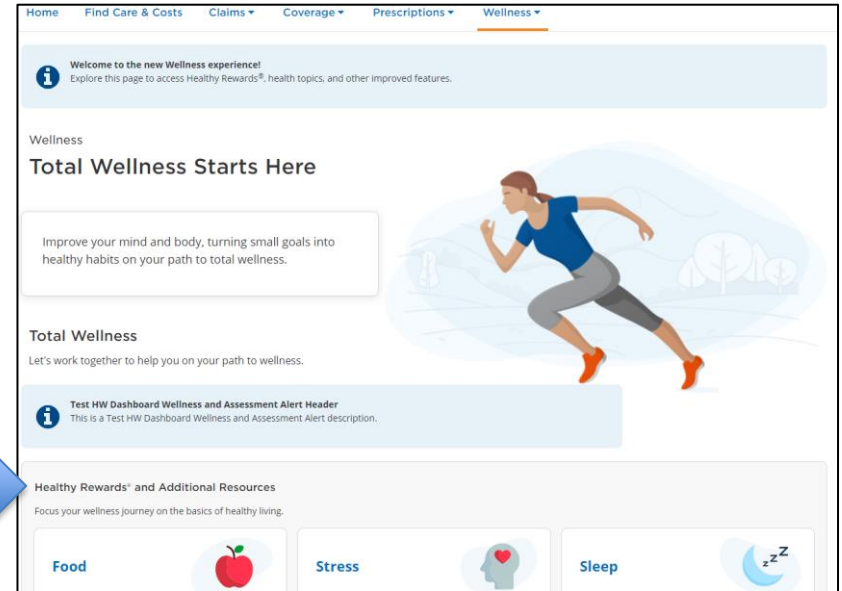 Home Find Care & Costs Claims Coverage Prescriptions Wellness
Welcome to the new Wellness experience!
Explore this page to access Healthy Rewards®, health topics, and other improved features.
Wellness
Total Wellness Starts Here
Improve your mind and body, turning small goals into
healthy habits on your path to total wellness.
Total Wellness
Let's work together to help you on your path to wellness.
Test HW Dashboard Wellness and Assessment Alert Header
This is a Test HW Dashboard Wellness and Assessment Alert description.
Healthy Rewards® and Additional Resources
Focus your wellness journey on the basics of healthy living.
Food Stress Sleep zzZ